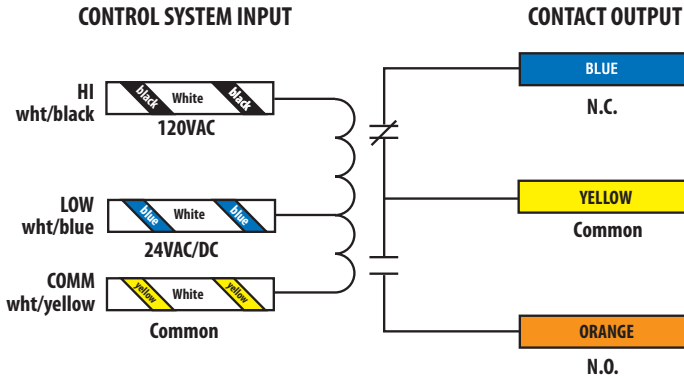 CONTROL SYSTEM INPUT
CONTACT OUTPUT
HI
wht/black
black White black
120VAC
LOW
wht/blue
blue White blue
24VAC/DC
COMM
wht/yellow
yellow White yellow
Common
BLUE
N.C.
YELLOW
Common
ORANGE
N.O.